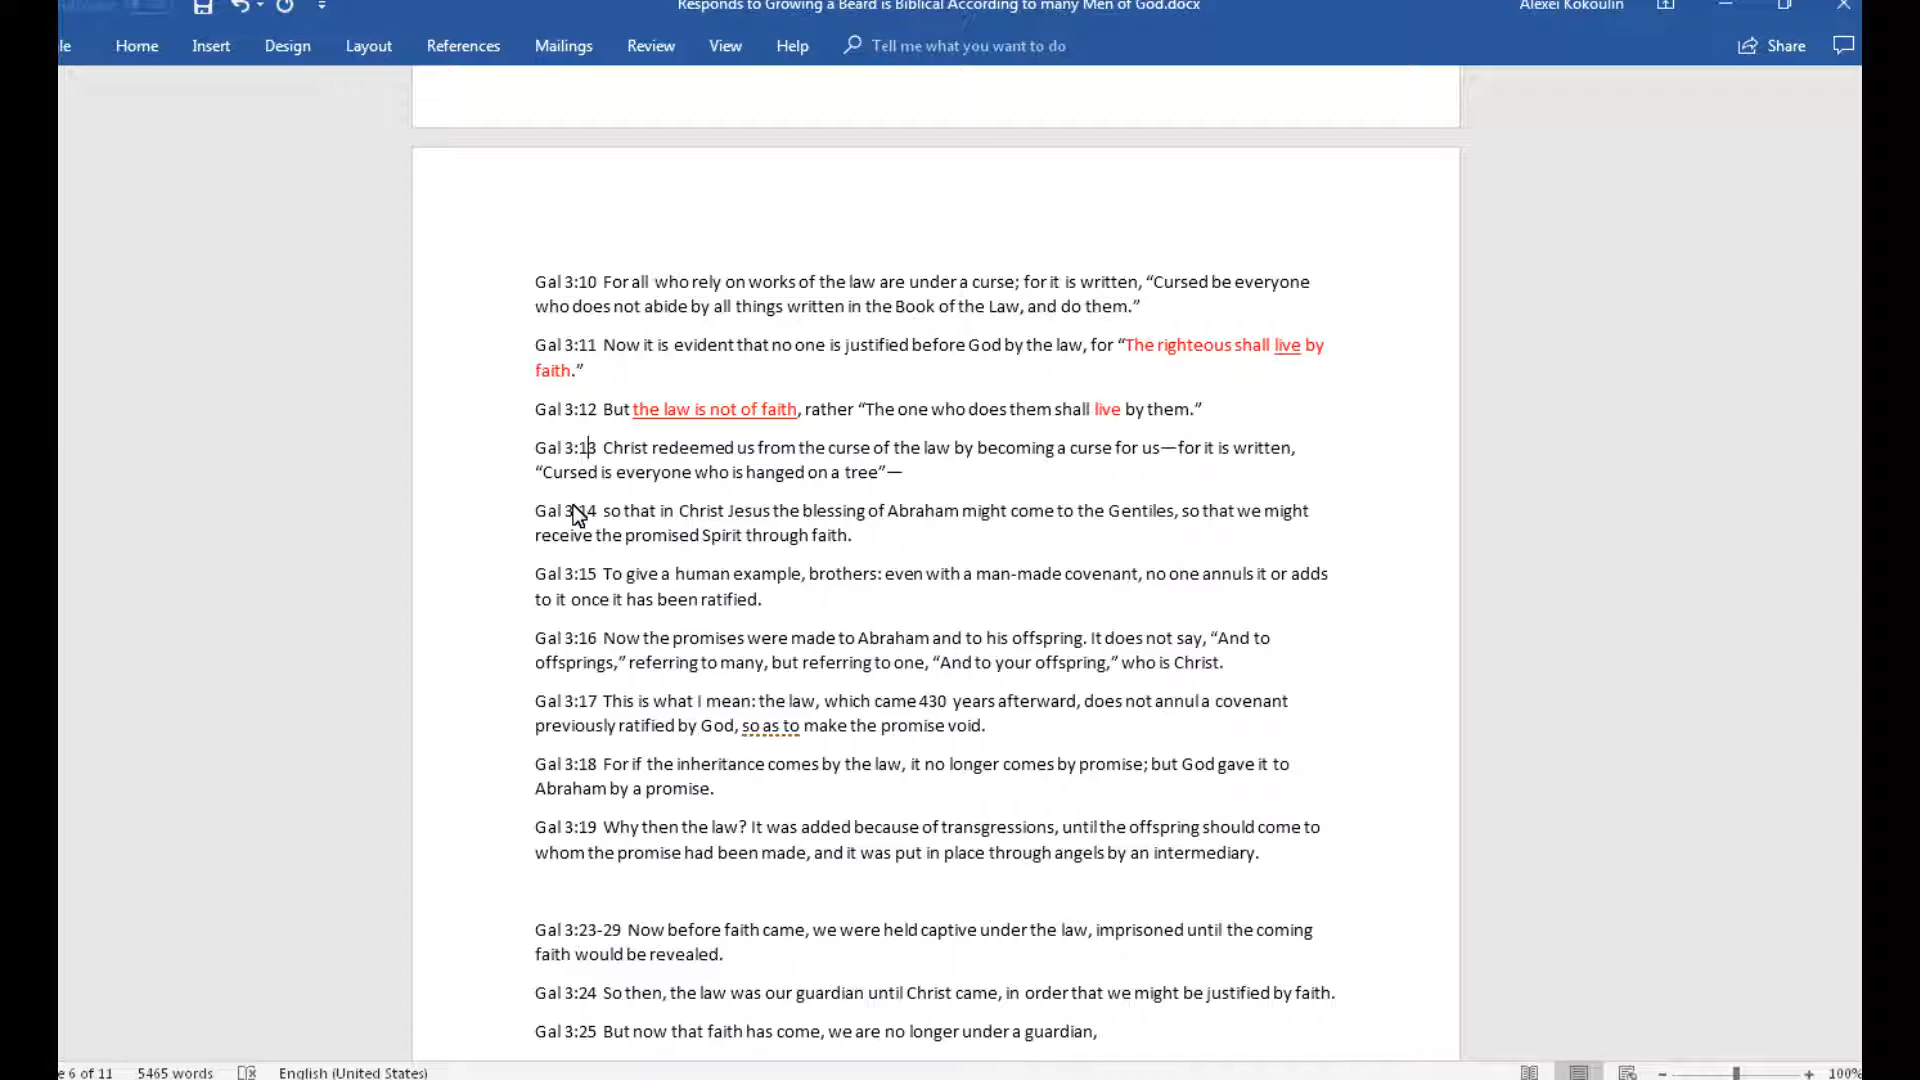 Responds to Growing a Beard is Biblical According to many Men of God.docx
Alexei Kokoulin
le Home Insert Design Layout References Mailings Review View Help Tell me what you want to do Share
Gal 3:10 For all who rely on works of the law are under a curse; for it is written, “Cursed be everyone
who does not abide by all things written in the Book of the Law, and do them.”
Gal 3:11 Now it is evident that no one is justified before God by the law, for “The righteous shall live by
faith.”
Gal 3:12 But the law is not of faith, rather “The one who does them shall live by them.”
Gal 3:13 Christ redeemed us from the curse of the law by becoming a curse for us—for it is written,
“Cursed is everyone who is hanged on a tree”—
Gal 3:14 so that in Christ Jesus the blessing of Abraham might come to the Gentiles, so that we might
receive the promised Spirit through faith.
Gal 3:15 To give a human example, brothers: even with a man-made covenant, no one annuls it or adds
to it once it has been ratified.
Gal 3:16 Now the promises were made to Abraham and to his offspring. It does not say, “And to
offsprings,” referring to many, but referring to one, “And to your offspring,” who is Christ.
Gal 3:17 This is what I mean: the law, which came 430 years afterward, does not annul a covenant
previously ratified by God, so as to make the promise void.
Gal 3:18 For if the inheritance comes by the law, it no longer comes by promise; but God gave it to
Abraham by a promise.
Gal 3:19 Why then the law? It was added because of transgressions, until the offspring should come to
whom the promise had been made, and it was put in place through angels by an intermediary.
Gal 3:23-29 Now before faith came, we were held captive under the law, imprisoned until the coming
faith would be revealed.
Gal 3:24 So then, the law was our guardian until Christ came, in order that we might be justified by faith.
Gal 3:25 But now that faith has come, we are no longer under a guardian,
e 6 of 11 5465 words English (United States) 100%